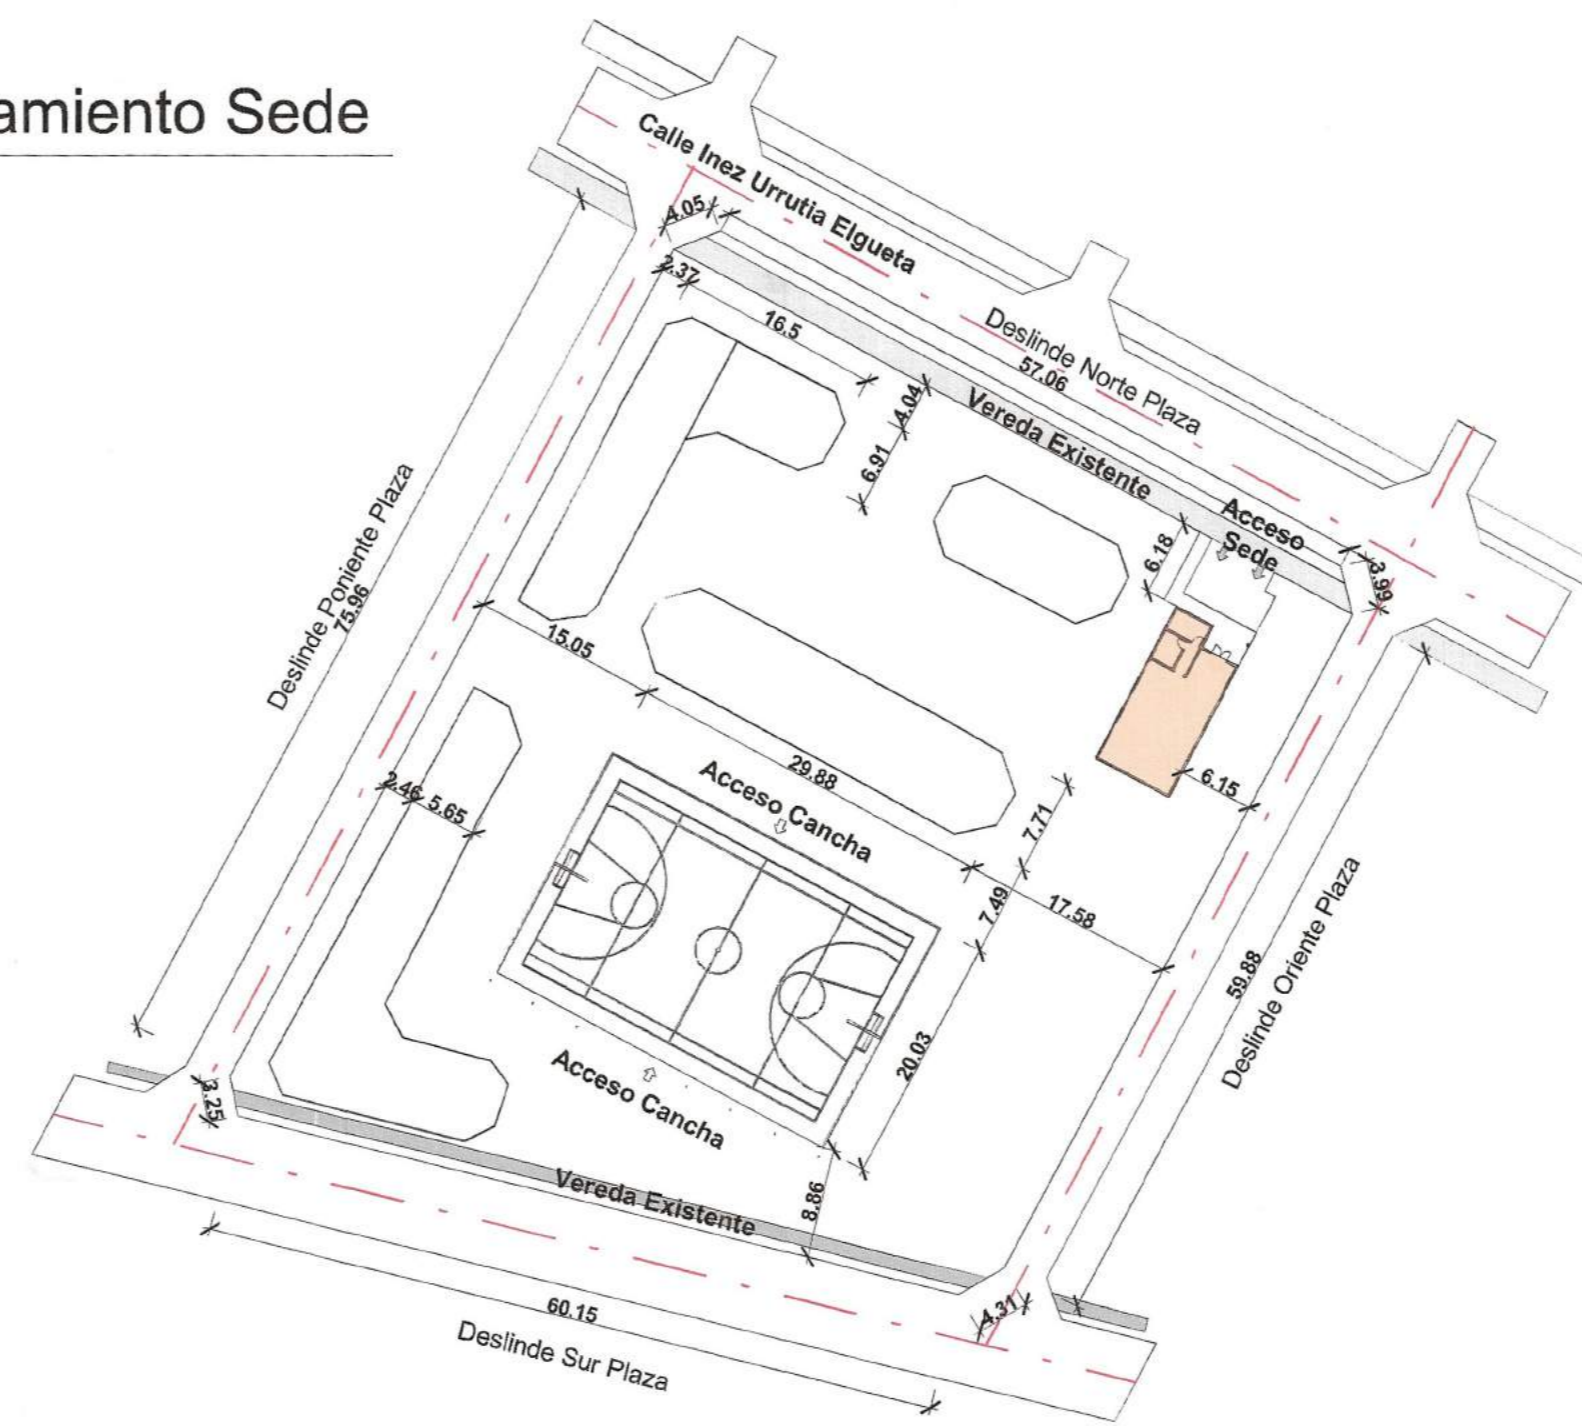 amiento Sede
Calle Inez Urrutia Elgueta
4.05
2.37
16.5
Deslinde Norte Plaza
57.06
4.04
6.91
Vereda Existente
Acceso
Sede
6.18
3.99
Deslinde Poniente Plaza
75.96
15.05
29.88
6.15
7.71
Acceso Cancha
2.46
5.65
7.49
17.58
59.88
Deslinde Oriente Plaza
20.03
Acceso Cancha
3.25
Vereda Existente
8.86
4.31
60.15
Deslinde Sur Plaza